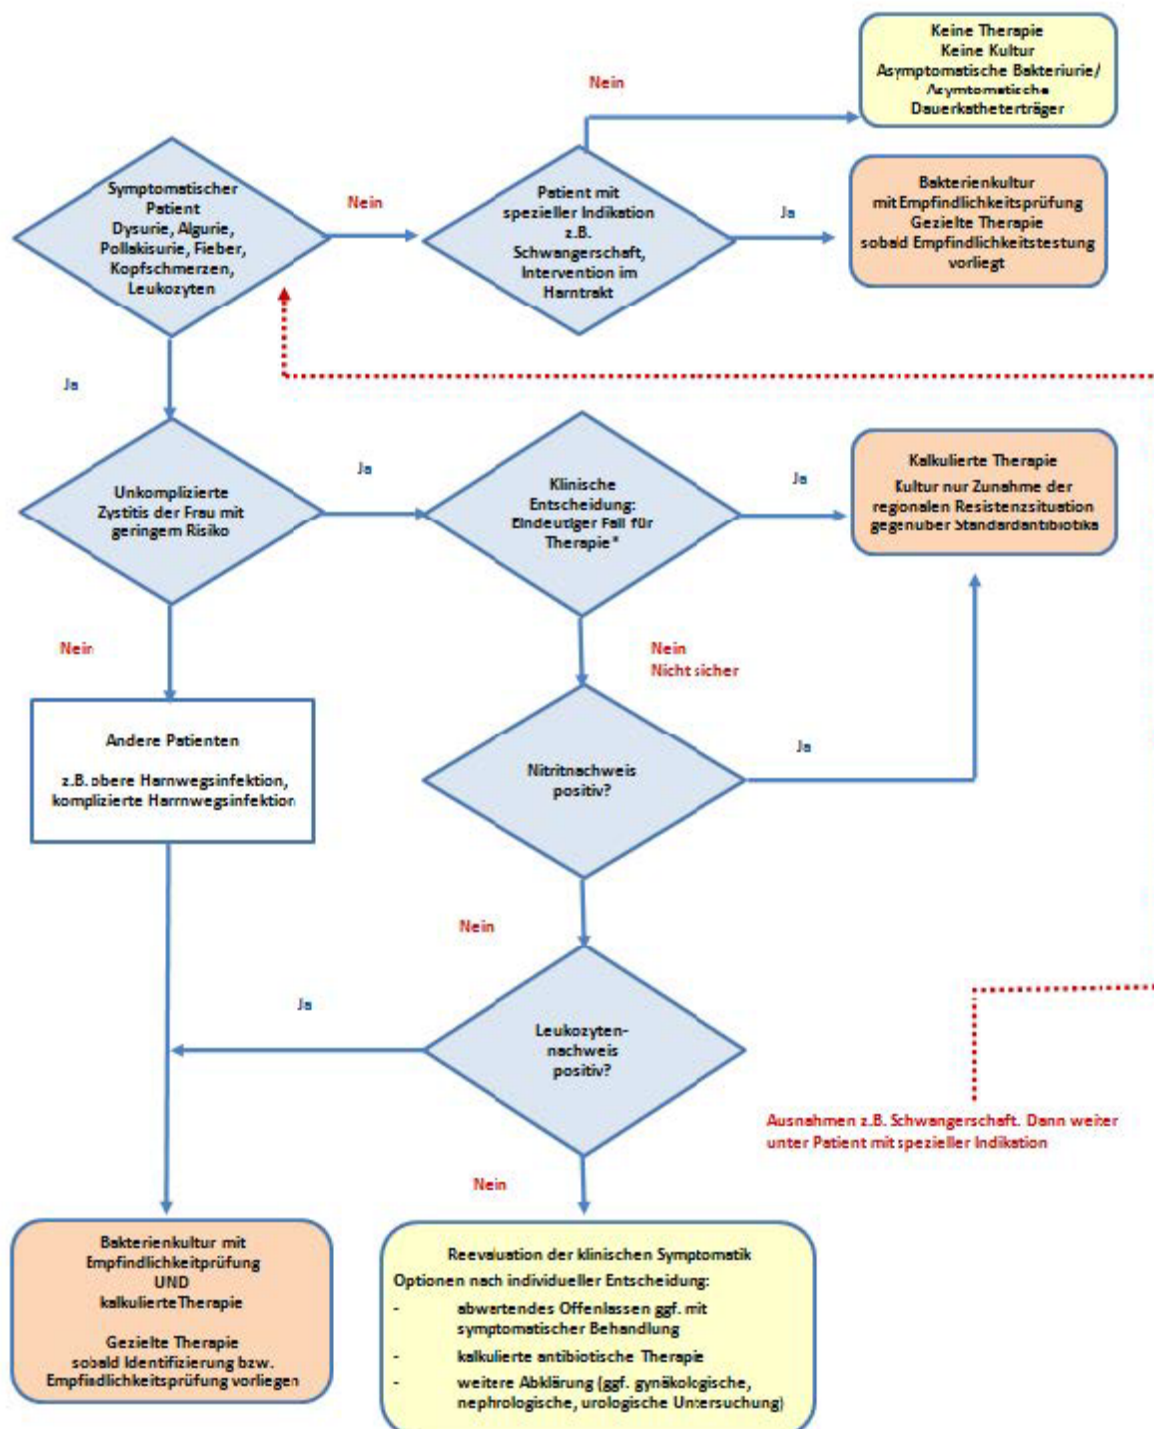 Keine Therapie
Keine Kultur
Asymptomatische Bakteriurie/
Asymtomatische
Dauerkatheterträger
Nein
Symptomatischer
Patient
Dysurie, Algurie,
Pollakisurie, Fieber,
Kopfschmerzen,
Leukozyten
Nein
Patient mit
spezieller Indikation
z.B.
Schwangerschaft,
Intervention im
Harntrakt
Ja
Bakterienkultur
mit Empfindlichkeitsprüfung
Gezielte Therapie
sobald Empfindlichkeitstestung
vorliegt
Ja
Unkomplizierte
Zystitis der Frau mit
geringem Risiko
Ja
Klinische
Entscheidung:
Eindeutiger Fall für
Therapie*
Ja
Kalkulierte Therapie
Kultur nur Zunahme der
regionalen Resistenzsituation
gegenüber Standardantibiotika
Nein
Nein
Nicht sicher
Andere Patienten
z.B. obere Harnwegsinfektion,
komplizierte Harrnwegsinfektion
Nitritnachweis
positiv?
Ja
Nein
Ja
Leukozyten-
nachweis
positiv?
Ausnahmen z.B. Schwangerschaft. Dann weiter
unter Patient mit spezieller Indikation
Nein
Bakterienkultur mit
Empfindlichkeitprüfung
UND
kalkulierte Therapie
Gezielte Therapie
sobald Identifizierung bzw.
Empfindlichkeitsprüfung vorliegen
Reevaluation der klinischen Symptomatik
Optionen nach individueller Entscheidung:
- abwartendes Offenlassen ggf. mit
symptomatischer Behandlung
- kalkulierte antibiotische Therapie
- weitere Abklärung (ggf. gynäkologische,
nephrologische, urologische Untersuchung)